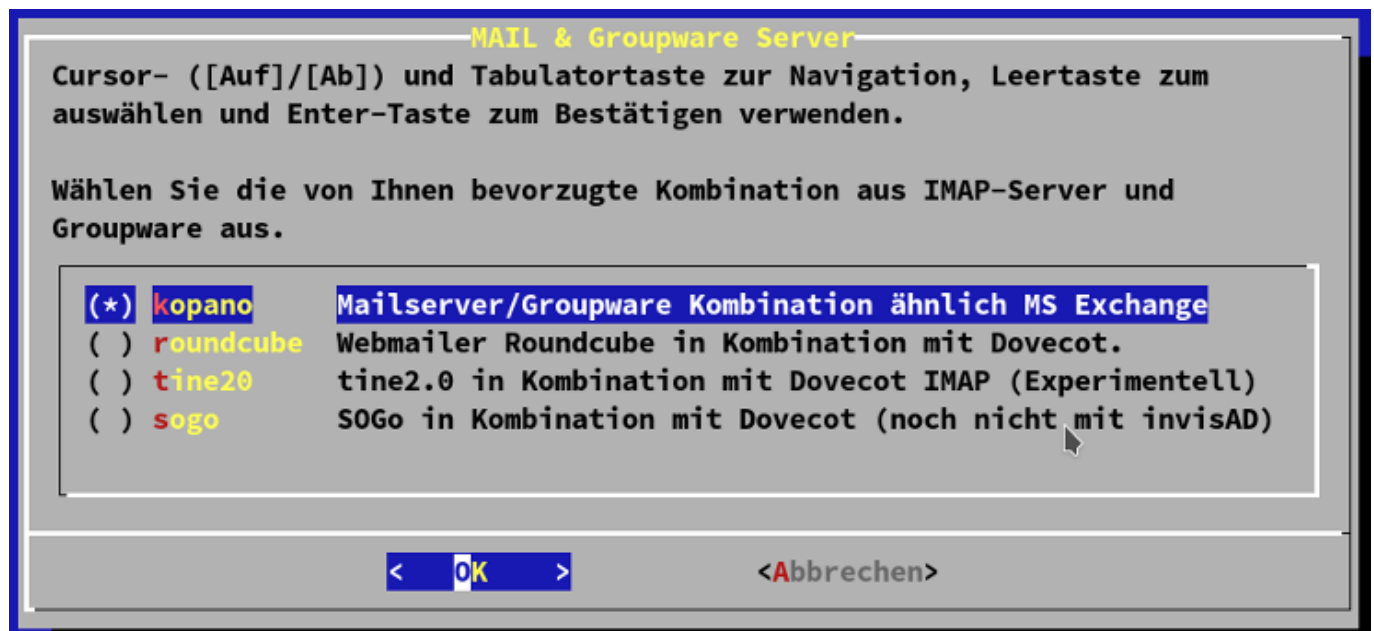 MAIL & Groupware Server
Cursor- ([Auf]/[Ab]) und Tabulatortaste zur Navigation, Leertaste zum
auswählen und Enter-Taste zum Bestätigen verwenden.
Wählen Sie die von Ihnen bevorzugte Kombination aus IMAP-Server und
Groupware aus.
(*) kopano Mailserver/Groupware Kombination ähnlich MS Exchange
( ) roundcube Webmailer Roundcube in Kombination mit Dovecot.
( ) tine20 tine2.0 in Kombination mit Dovecot IMAP (Experimentell)
( ) sogo SOGo in Kombination mit Dovecot (noch nicht mit invisAD)
< OK > <Abbrechen>